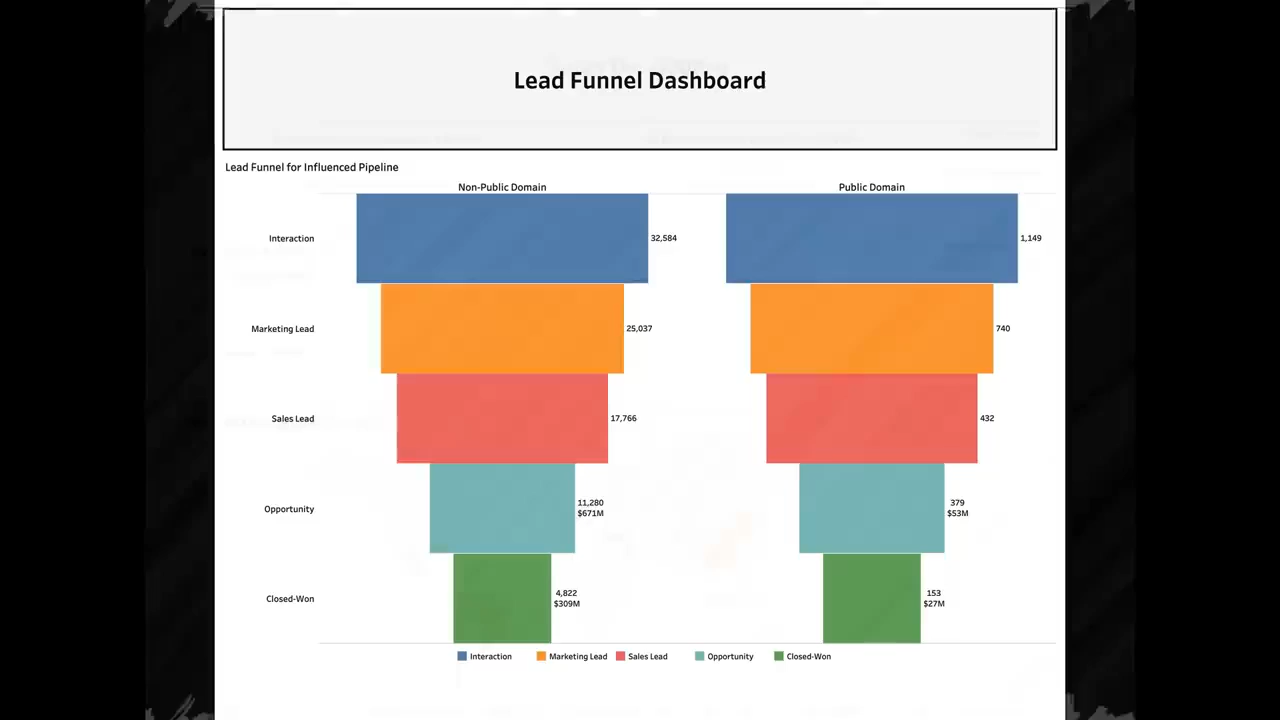 Lead Funnel Dashboard
Lead Funnel for Influenced Pipeline
Non-Public Domain
Public Domain
Interaction
32,584
1,149
Marketing Lead
25,037
740
Sales Lead
17,766
432
Opportunity
11,280
$671M
379
$53M
Closed-Won
4,822
$309M
153
$27M
Interaction Marketing Lead Sales Lead Opportunity Closed-Won